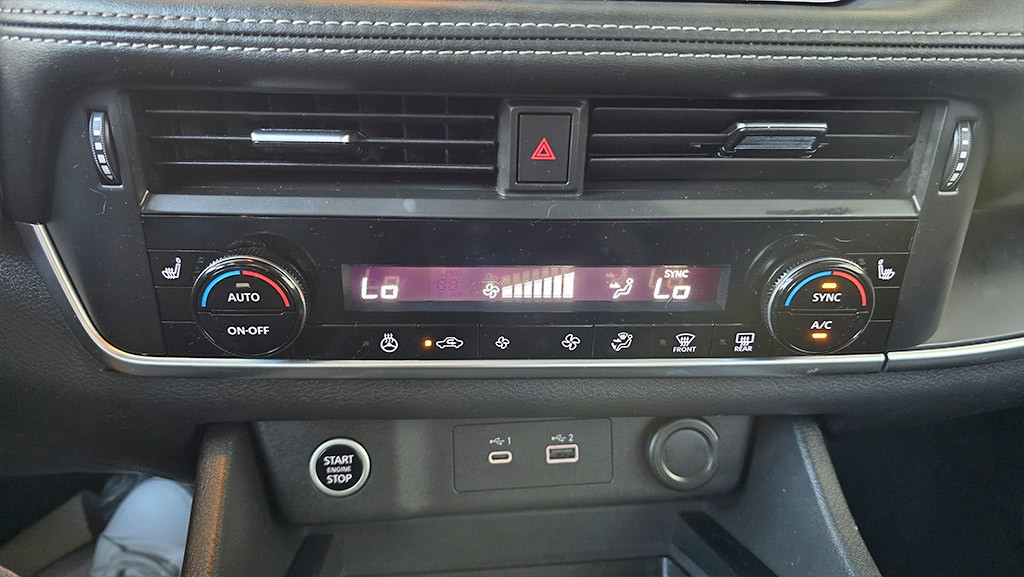 AUTO
ON·OFF
Lo
SYNC
Lo
SYNC
A/C
FRONT
REAR
START
ENGINE
STOP
1
2